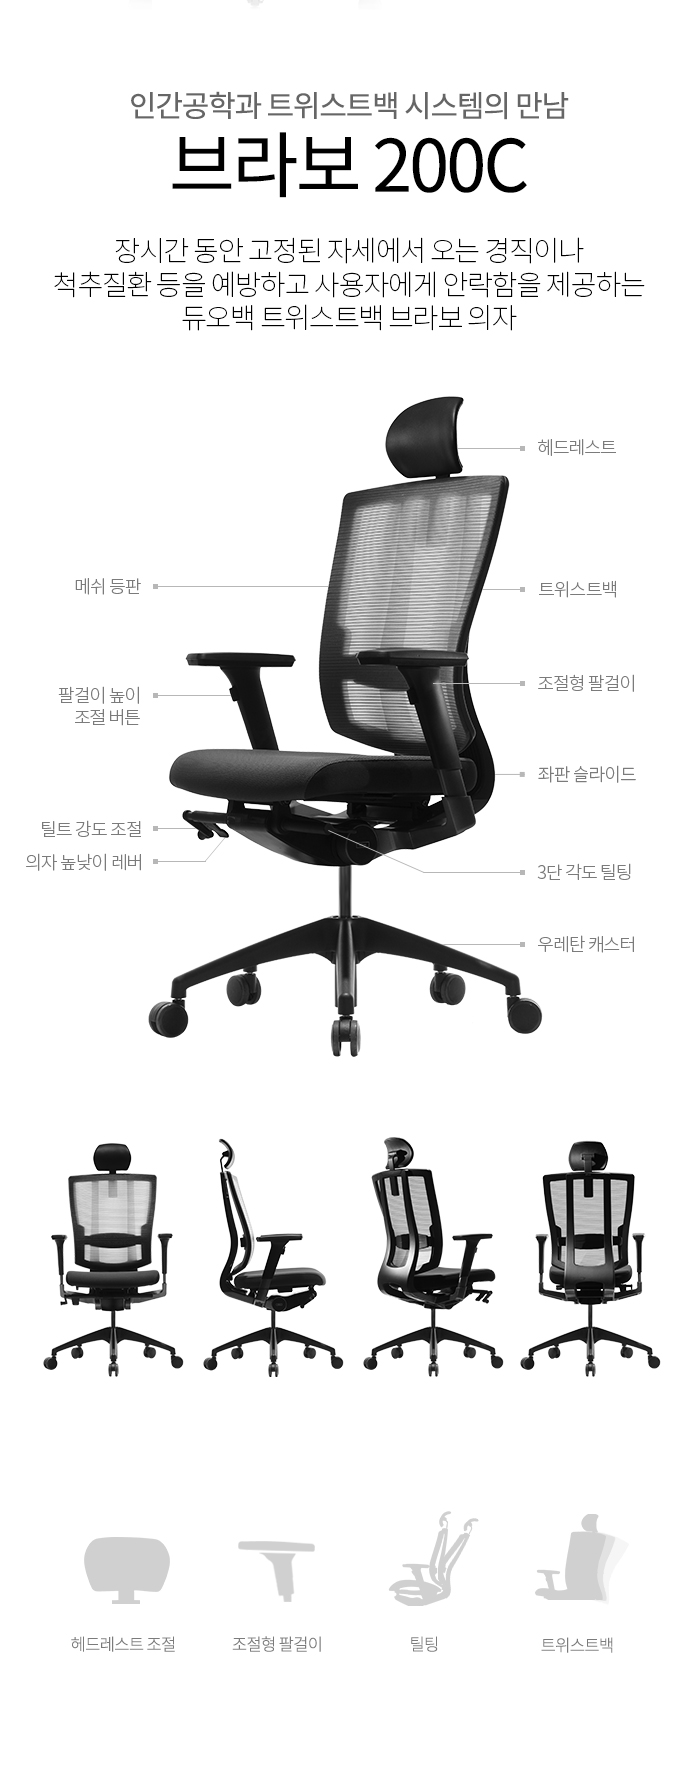 인간공학과 트위스트백 시스템의 만남
브라보 200C
장시간 동안 고정된 자세에서 오는 경직이나
척추질환 등을 예방하고 사용자에게 안락함을 제공하는
듀오백 트위스트백 브라보 의자
헤드레스트
메쉬 등판
트위스트백
조절형 팔걸이
팔걸이 높이
조절 버튼
좌판 슬라이드
틸트 강도 조절
의자 높낮이 레버
3단 각도 틸팅
우레탄 캐스터
헤드레스트 조절
조절형 팔걸이
틸팅
트위스트백